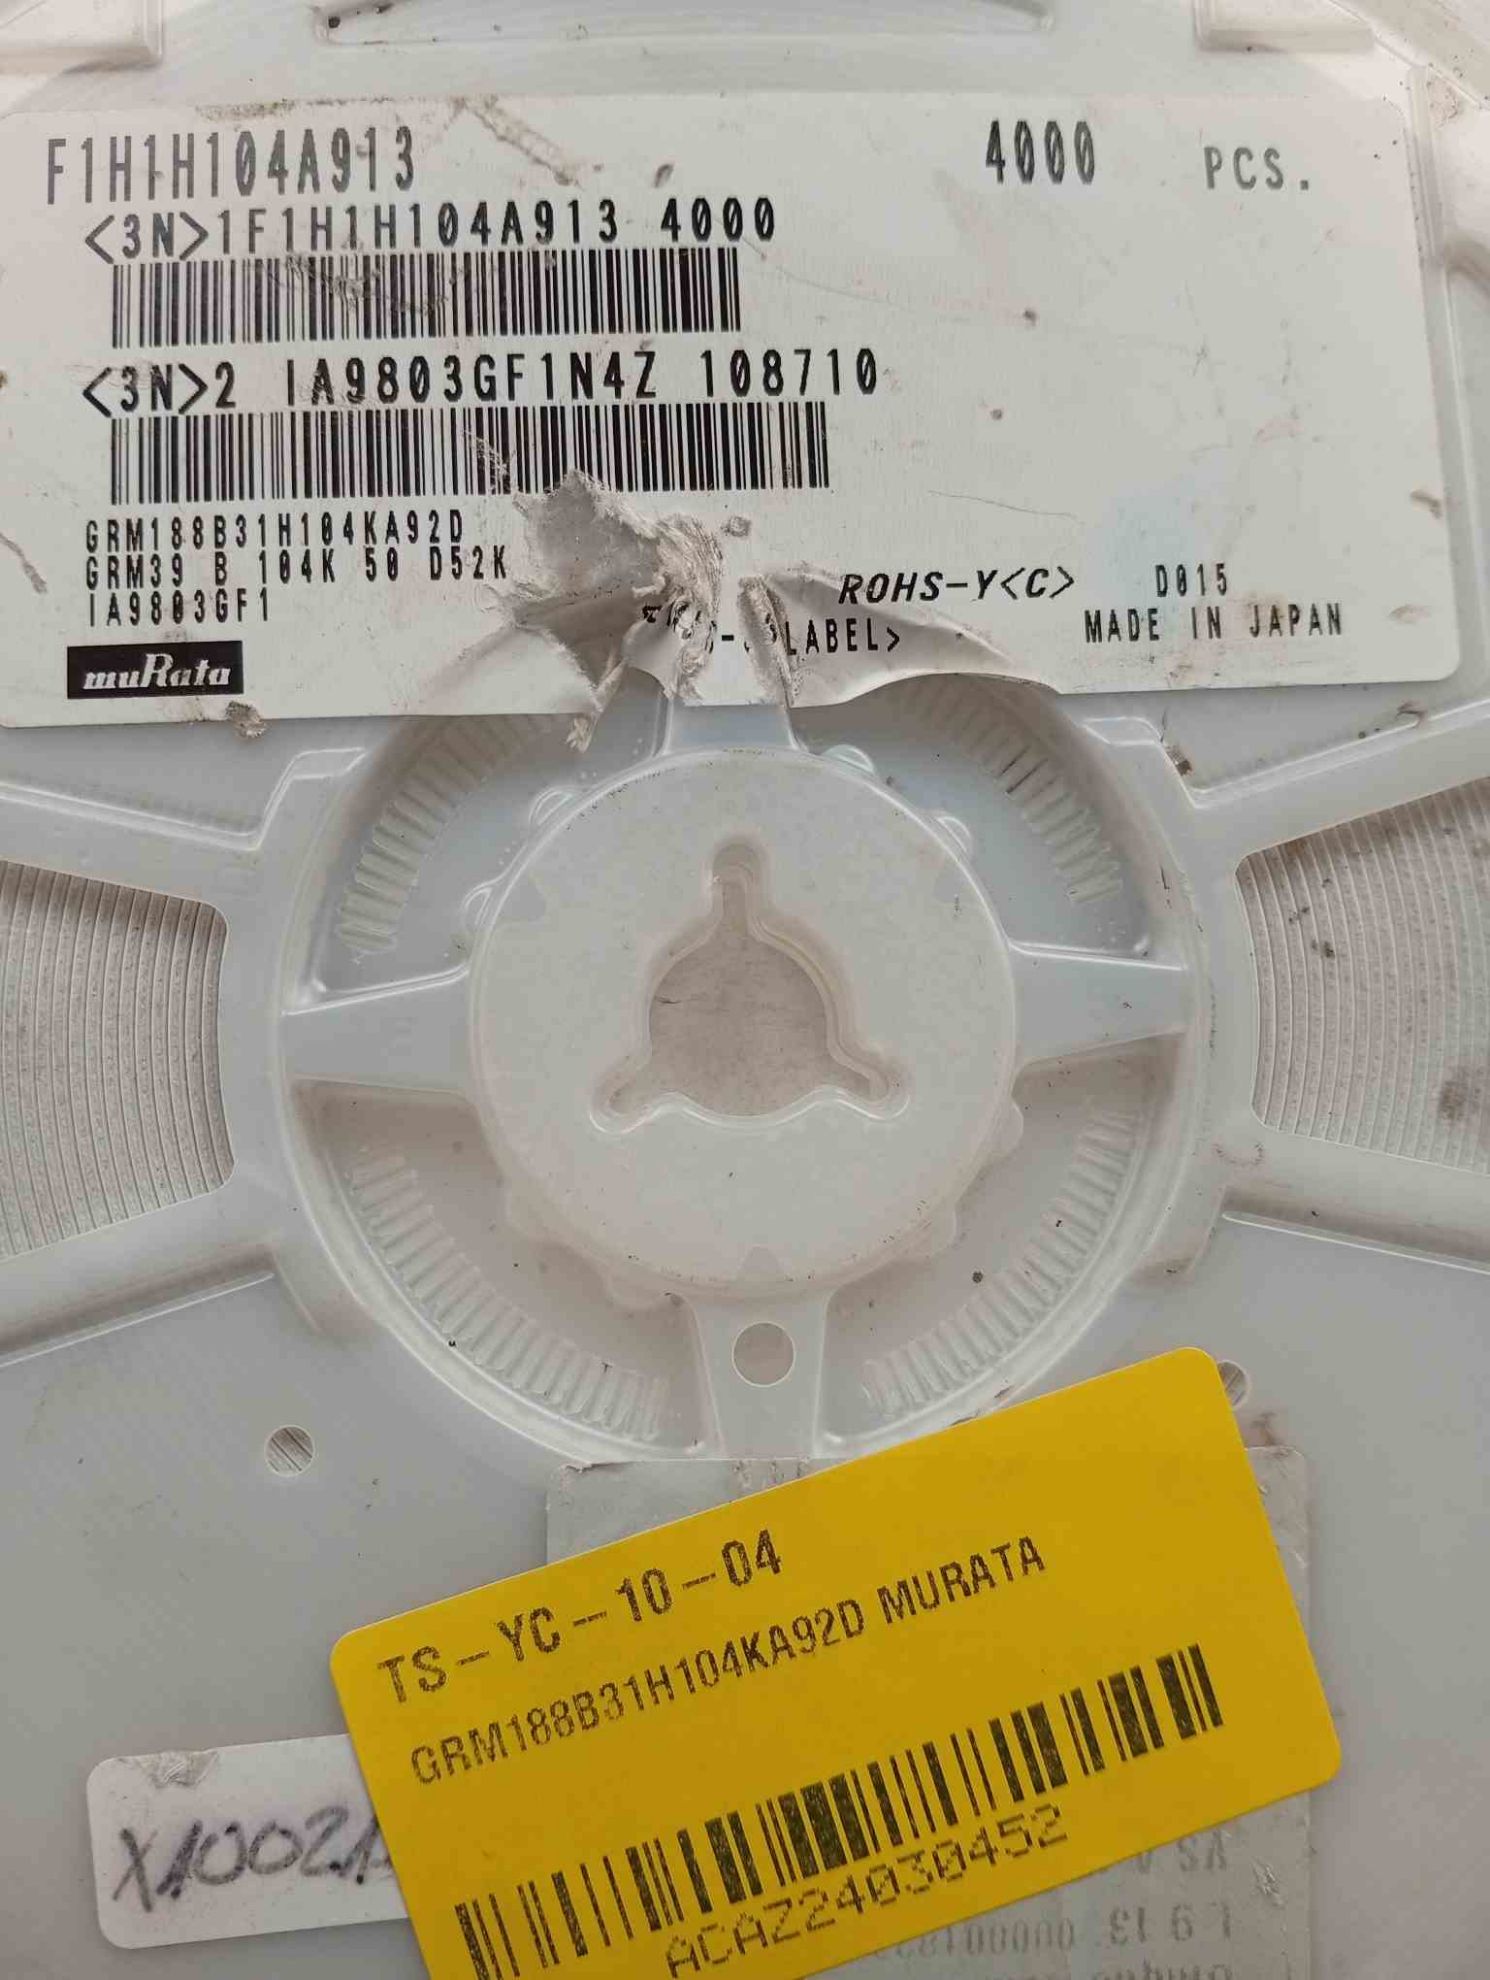 F1H1H104A913 4000 PCS.
<3N>1F1H1H104A913 4000
<3N>2 IA9803GF1N4Z 108710
GRM188B31H104KA92D
GRM39 B 104K 50 D52K
IA9803GF1
ROHS-Y<C> D015
LABEL> MADE IN JAPAN
muRata
TS-YC-10-04
GRM188B31H104KA92D MURATA
ACAZ24030452
X10021